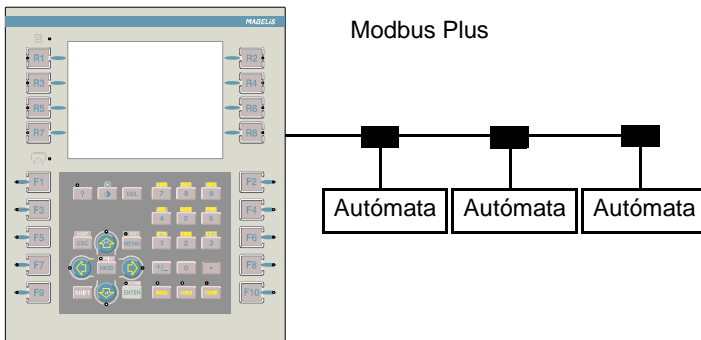 MAGELiS
Modbus Plus
R1 R2
R3 R4
R5 R6
R7 R8
F1 F2
F3 F4
F5 F6
F7 F8
F9 F10
? DEL 7 8 9
4 5 6
ESC MENU 1 2 3
MOD +/_ 0 .
SHIFT ENTER
Autómata Autómata Autómata